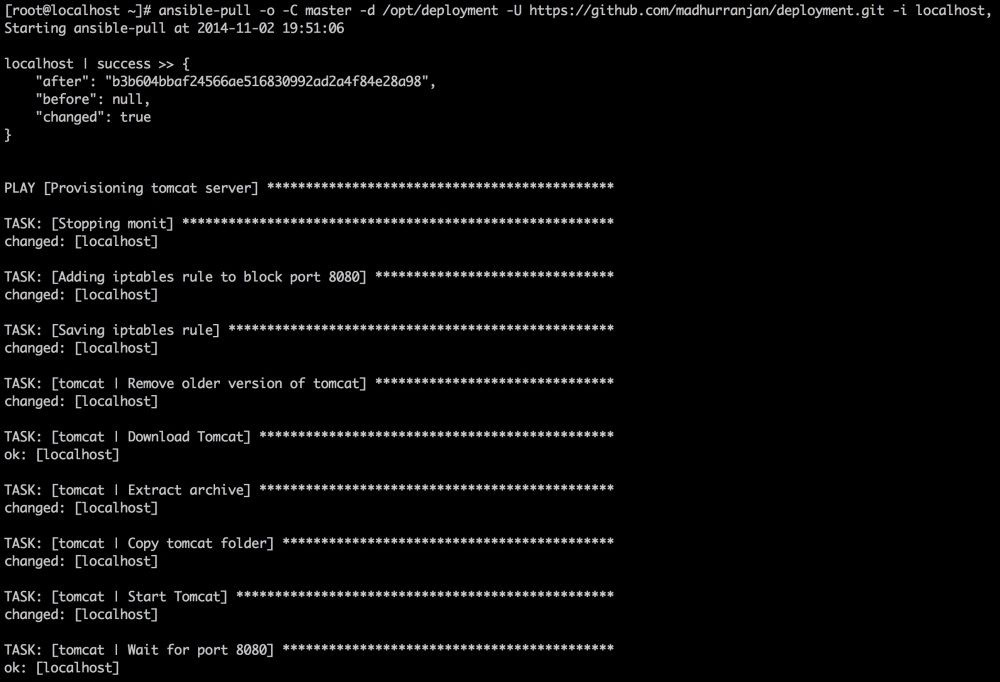 [root@localhost ~]# ansible-pull -o -C master -d /opt/deployment -U https://github.com/madhurranjan/deployment.git -i localhost,
Starting ansible-pull at 2014-11-02 19:51:06
localhost | success >> {
    "after": "b3b604bbaf24566ae516830992ad2a4f84e28a98",
    "before": null,
    "changed": true
}
PLAY [Provisioning tomcat server] *********************************************
TASK: [Stopping monit] ********************************************************
changed: [localhost]
TASK: [Adding iptables rule to block port 8080] *******************************
changed: [localhost]
TASK: [Saving iptables rule] **************************************************
changed: [localhost]
TASK: [tomcat | Remove older version of tomcat] *******************************
changed: [localhost]
TASK: [tomcat | Download Tomcat] **********************************************
ok: [localhost]
TASK: [tomcat | Extract archive] **********************************************
changed: [localhost]
TASK: [tomcat | Copy tomcat folder] *******************************************
changed: [localhost]
TASK: [tomcat | Start Tomcat] *************************************************
changed: [localhost]
TASK: [tomcat | Wait for port 8080] *******************************************
ok: [localhost]